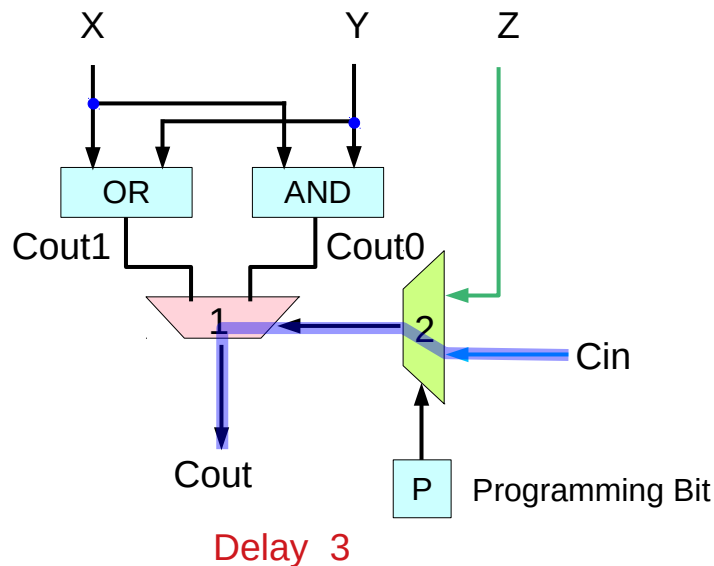 X Y Z
OR AND
Cout1 Cout0
1 2
Cin
Cout
P Programming Bit
Delay 3